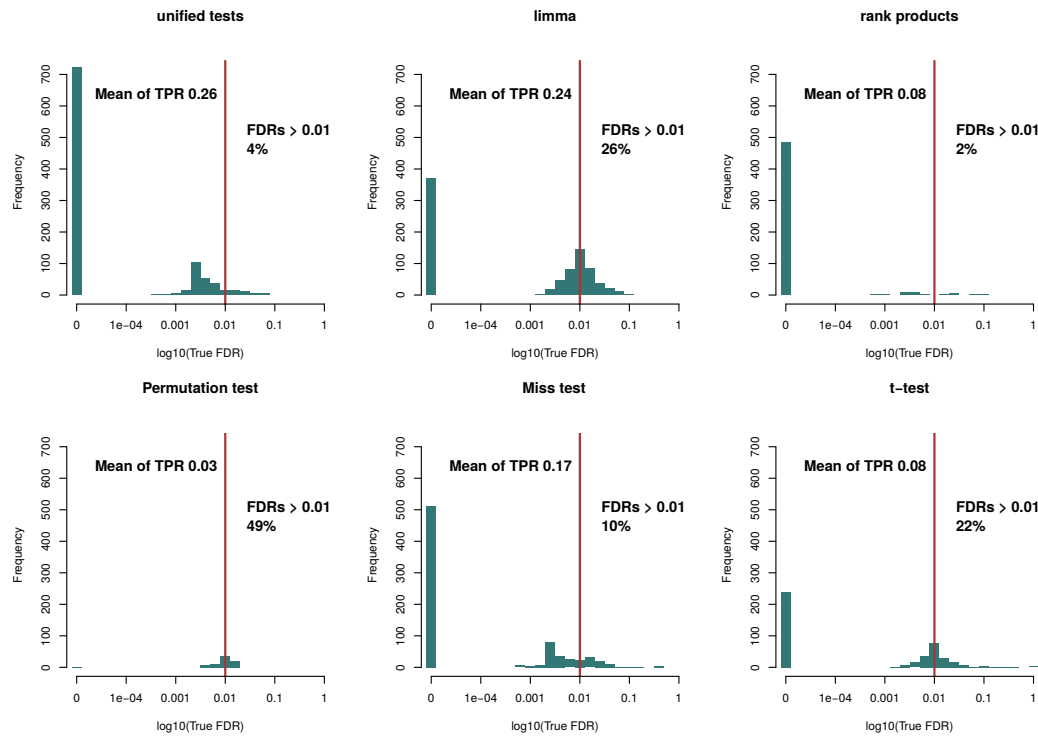 unified tests
Mean of TPR 0.26
FDRs > 0.01
4%
Frequency
0 100 200 300 400 500 600 700
0 1e−04 0.001 0.01 0.1 1
log10(True FDR)
limma
Mean of TPR 0.24
FDRs > 0.01
26%
Frequency
0 100 200 300 400 500 600 700
0 1e−04 0.001 0.01 0.1 1
log10(True FDR)
rank products
Mean of TPR 0.08
FDRs > 0.01
2%
Frequency
0 100 200 300 400 500 600 700
0 1e−04 0.001 0.01 0.1 1
log10(True FDR)
Permutation test
Mean of TPR 0.03
FDRs > 0.01
49%
Frequency
0 100 200 300 400 500 600 700
0 1e−04 0.001 0.01 0.1 1
log10(True FDR)
Miss test
Mean of TPR 0.17
FDRs > 0.01
10%
Frequency
0 100 200 300 400 500 600 700
0 1e−04 0.001 0.01 0.1 1
log10(True FDR)
t−test
Mean of TPR 0.08
FDRs > 0.01
22%
Frequency
0 100 200 300 400 500 600 700
0 1e−04 0.001 0.01 0.1 1
log10(True FDR)